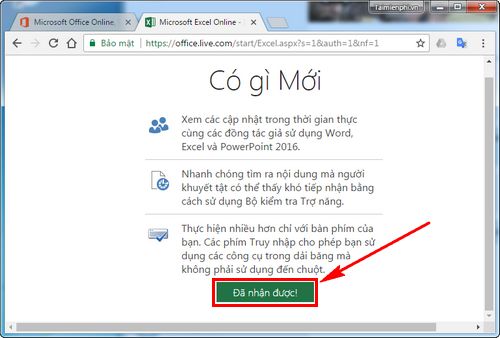 Taimienphi.vn
Microsoft Office Online
Microsoft Excel Online -
Bảo mật
https://office.live.com/start/Excel.aspx?s=1&auth=1&nf=1
Có gì Mới
Xem các cập nhật trong thời gian thực
cùng các đồng tác giả sử dụng Word,
Excel và PowerPoint 2016.
Nhanh chóng tìm ra nội dung mà người
khuyết tật có thể thấy khó tiếp nhận bằng
cách sử dụng Bộ kiểm tra Trợ năng.
Thực hiện nhiều hơn chỉ với bàn phím của
bạn. Các phím Truy nhập cho phép bạn sử
dụng các công cụ trong dải băng mà
không phải sử dụng đến chuột.
Đã nhận được!